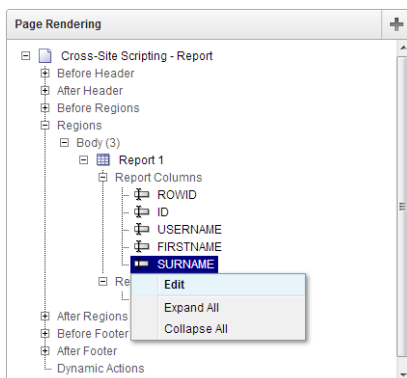 Page Rendering
Cross-Site Scripting - Report
Before Header
After Header
Before Regions
Regions
Body (3)
Report 1
Report Columns
ROWID
ID
USERNAME
FIRSTNAME
SURNAME
Re
Edit
Expand All
Collapse All
After Regions
Before Footer
After Footer
Dynamic Actions